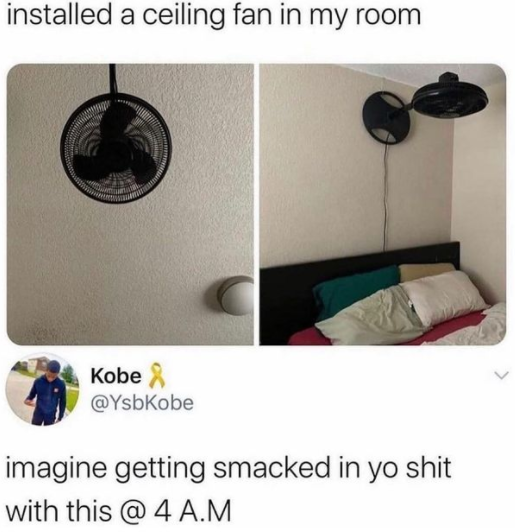 installed a ceiling fan in my room
Kobe 🎗
@YsbKobe
imagine getting smacked in yo shit
with this @ 4 A.M